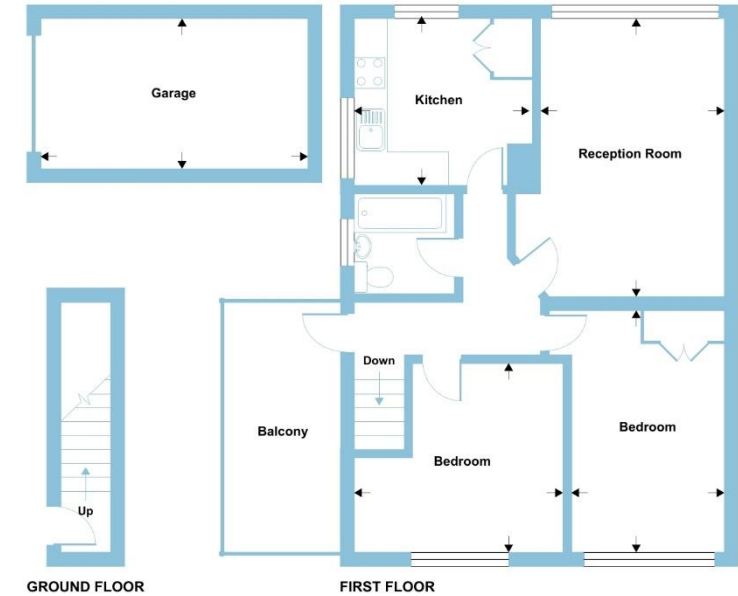 Garage
Kitchen
Reception Room
Down
Balcony
Bedroom
Bedroom
Up
GROUND FLOOR
FIRST FLOOR